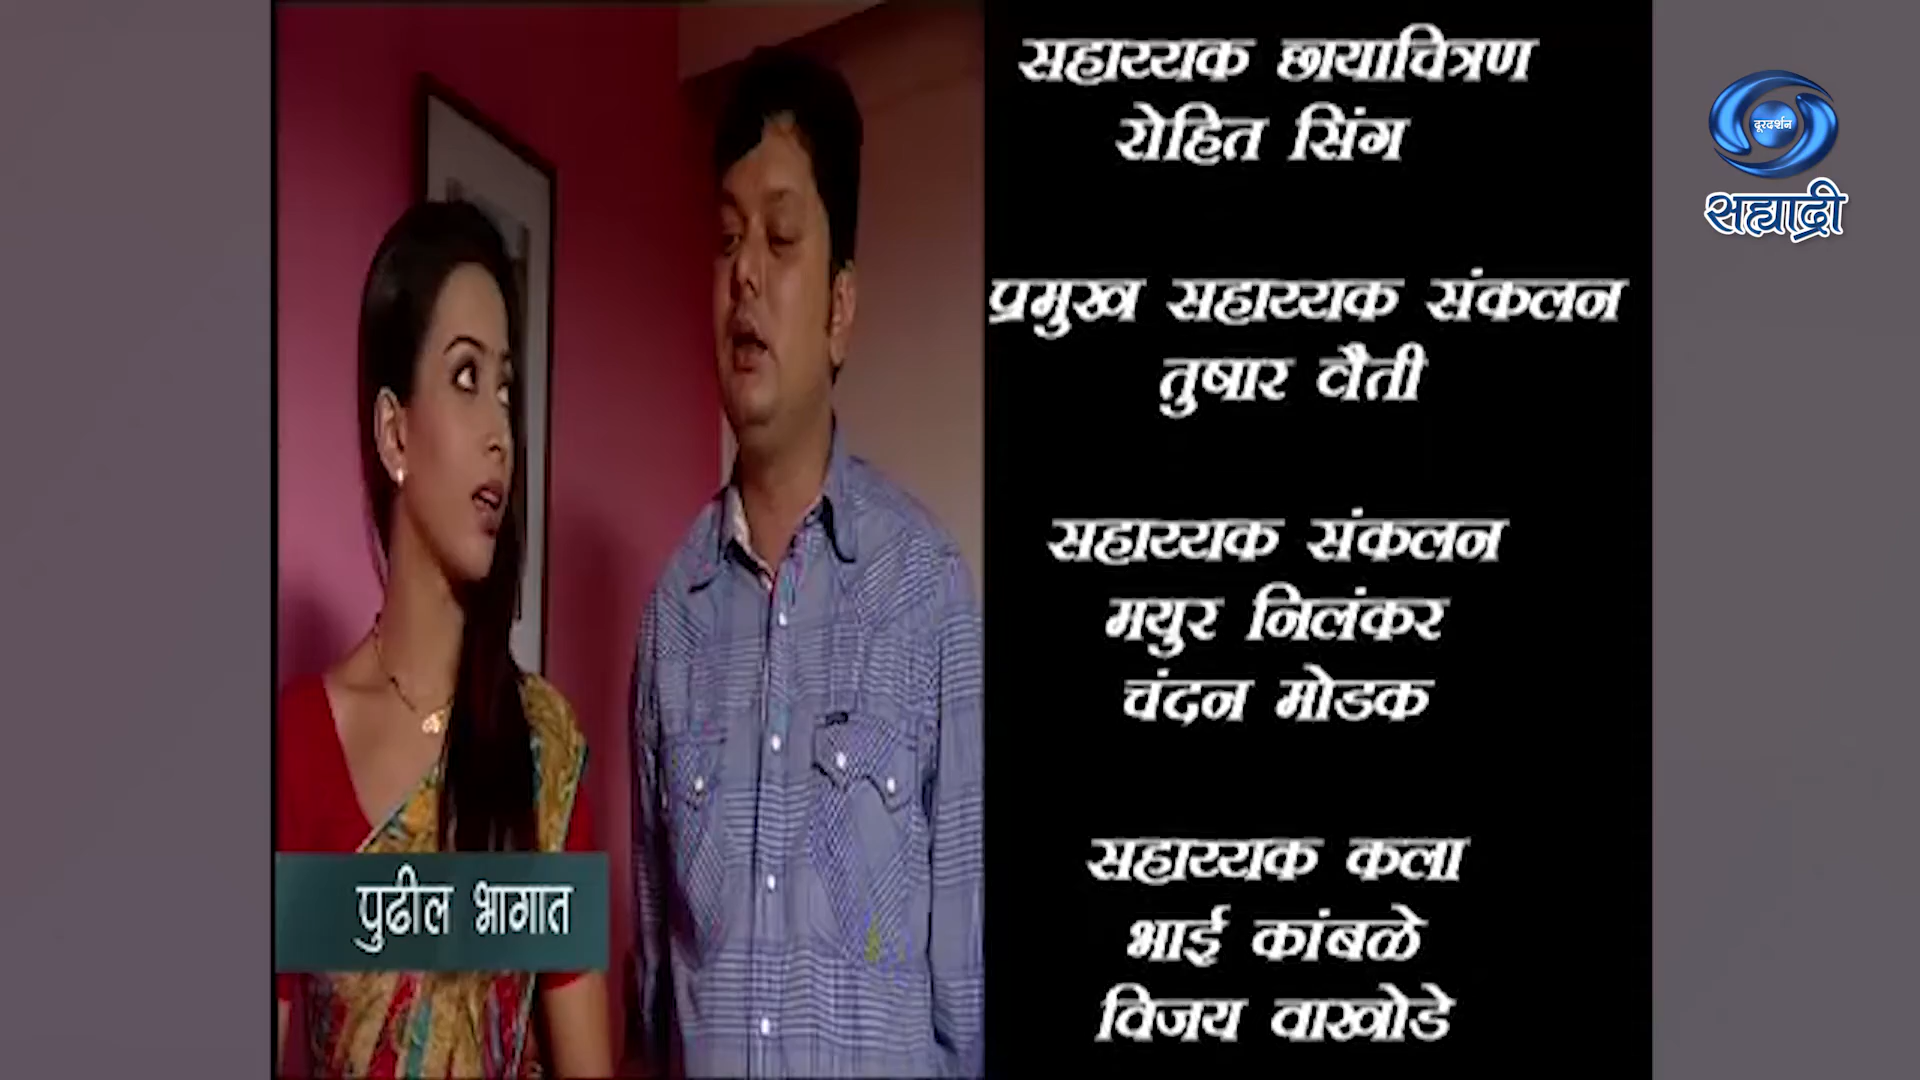 सहाय्यक छायाचित्रण
रोहित सिंग
प्रमुख सहाय्यक संकलन
तुषार वैती
सहाय्यक संकलन
मयुर निलंकर
चंदन मोडक
सहाय्यक कला
भाई कांबळे
विजय वाखोडे
पुढील भागात
दूरदर्शन
सह्याद्री